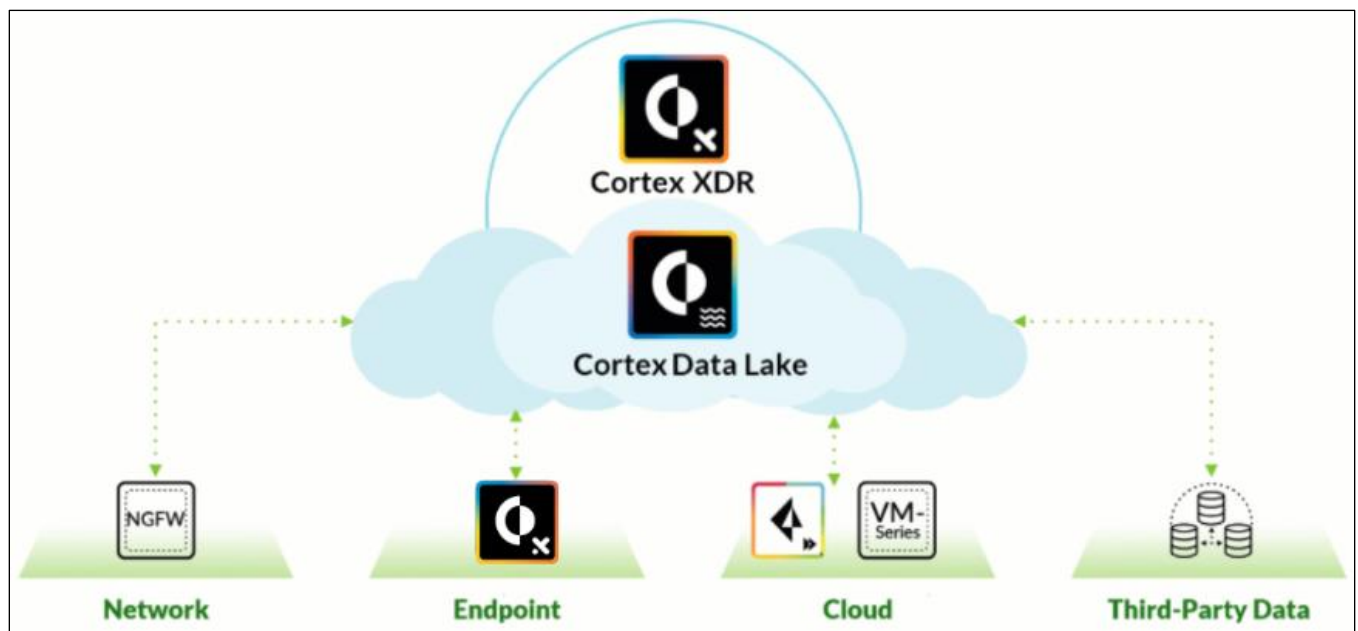 Cortex XDR
Cortex Data Lake
NGFW
VM-
Series
Network
Endpoint
Cloud
Third-Party Data